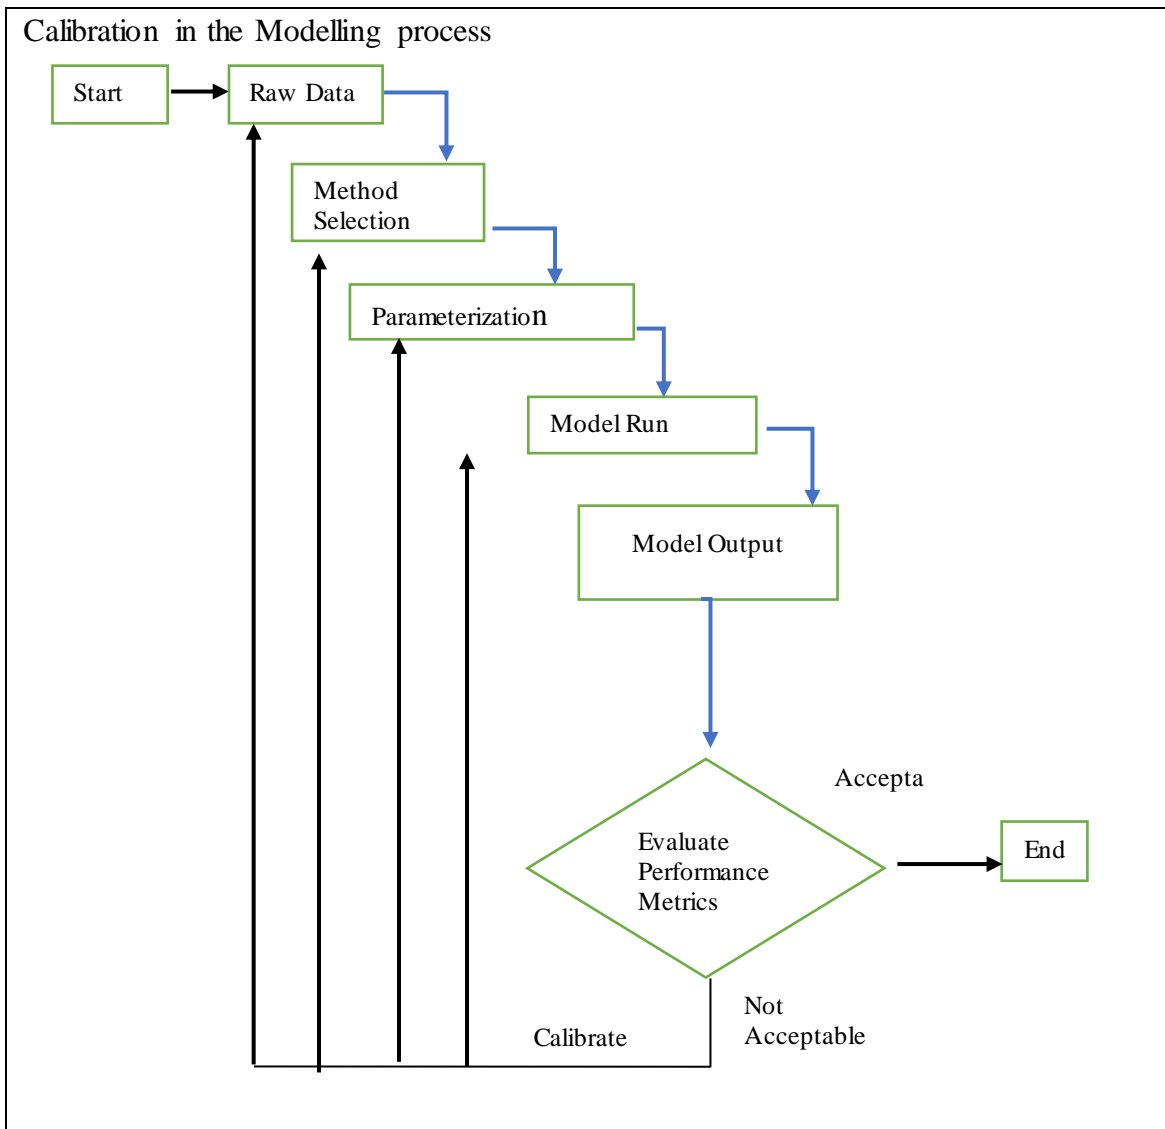 Calibration in the Modelling process
Start
Raw Data
Method
Selection
Parameterization
Model Run
Model Output
Accepta
Evaluate
Performance
Metrics
End
Not
Acceptable
Calibrate